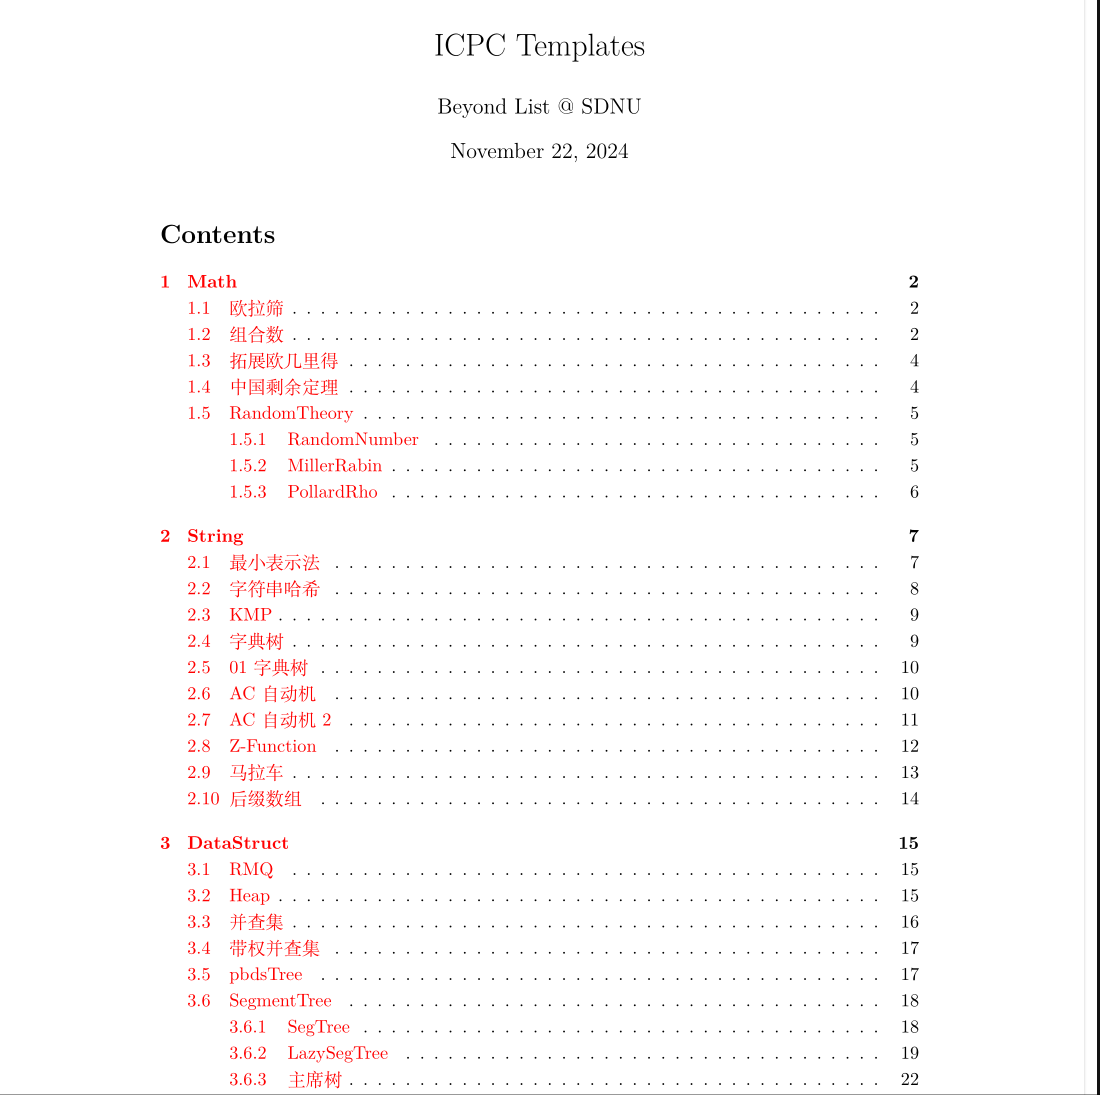 ICPC Templates
Beyond List @ SDNU
November 22, 2024
Contents
1 Math 2
1.1 欧拉筛 . . . . . . . . . . . . . . . . . . . . . . . . . . . . . . . . . . . . . . . . . . 2
1.2 组合数 . . . . . . . . . . . . . . . . . . . . . . . . . . . . . . . . . . . . . . . . . . 2
1.3 拓展欧几里得 . . . . . . . . . . . . . . . . . . . . . . . . . . . . . . . . . . . . . . 4
1.4 中国剩余定理 . . . . . . . . . . . . . . . . . . . . . . . . . . . . . . . . . . . . . . 4
1.5 RandomTheory . . . . . . . . . . . . . . . . . . . . . . . . . . . . . . . . . . . . . 5
1.5.1 RandomNumber . . . . . . . . . . . . . . . . . . . . . . . . . . . . . . . . 5
1.5.2 MillerRabin . . . . . . . . . . . . . . . . . . . . . . . . . . . . . . . . . . . 5
1.5.3 PollardRho . . . . . . . . . . . . . . . . . . . . . . . . . . . . . . . . . . . 6
2 String 7
2.1 最小表示法 . . . . . . . . . . . . . . . . . . . . . . . . . . . . . . . . . . . . . . . 7
2.2 字符串哈希 . . . . . . . . . . . . . . . . . . . . . . . . . . . . . . . . . . . . . . . 8
2.3 KMP . . . . . . . . . . . . . . . . . . . . . . . . . . . . . . . . . . . . . . . . . . . 9
2.4 字典树 . . . . . . . . . . . . . . . . . . . . . . . . . . . . . . . . . . . . . . . . . . 9
2.5 01 字典树 . . . . . . . . . . . . . . . . . . . . . . . . . . . . . . . . . . . . . . . . 10
2.6 AC 自动机 . . . . . . . . . . . . . . . . . . . . . . . . . . . . . . . . . . . . . . . 10
2.7 AC 自动机 2 . . . . . . . . . . . . . . . . . . . . . . . . . . . . . . . . . . . . . . 11
2.8 Z-Function . . . . . . . . . . . . . . . . . . . . . . . . . . . . . . . . . . . . . . . 12
2.9 马拉车 . . . . . . . . . . . . . . . . . . . . . . . . . . . . . . . . . . . . . . . . . . 13
2.10 后缀数组 . . . . . . . . . . . . . . . . . . . . . . . . . . . . . . . . . . . . . . . . 14
3 DataStruct 15
3.1 RMQ . . . . . . . . . . . . . . . . . . . . . . . . . . . . . . . . . . . . . . . . . . 15
3.2 Heap . . . . . . . . . . . . . . . . . . . . . . . . . . . . . . . . . . . . . . . . . . . 15
3.3 并查集 . . . . . . . . . . . . . . . . . . . . . . . . . . . . . . . . . . . . . . . . . . 16
3.4 带权并查集 . . . . . . . . . . . . . . . . . . . . . . . . . . . . . . . . . . . . . . . 17
3.5 pbdsTree . . . . . . . . . . . . . . . . . . . . . . . . . . . . . . . . . . . . . . . . 17
3.6 SegmentTree . . . . . . . . . . . . . . . . . . . . . . . . . . . . . . . . . . . . . . 18
3.6.1 SegTree . . . . . . . . . . . . . . . . . . . . . . . . . . . . . . . . . . . . . 18
3.6.2 LazySegTree . . . . . . . . . . . . . . . . . . . . . . . . . . . . . . . . . . 19
3.6.3 主席树 . . . . . . . . . . . . . . . . . . . . . . . . . . . . . . . . . . . . . . 22